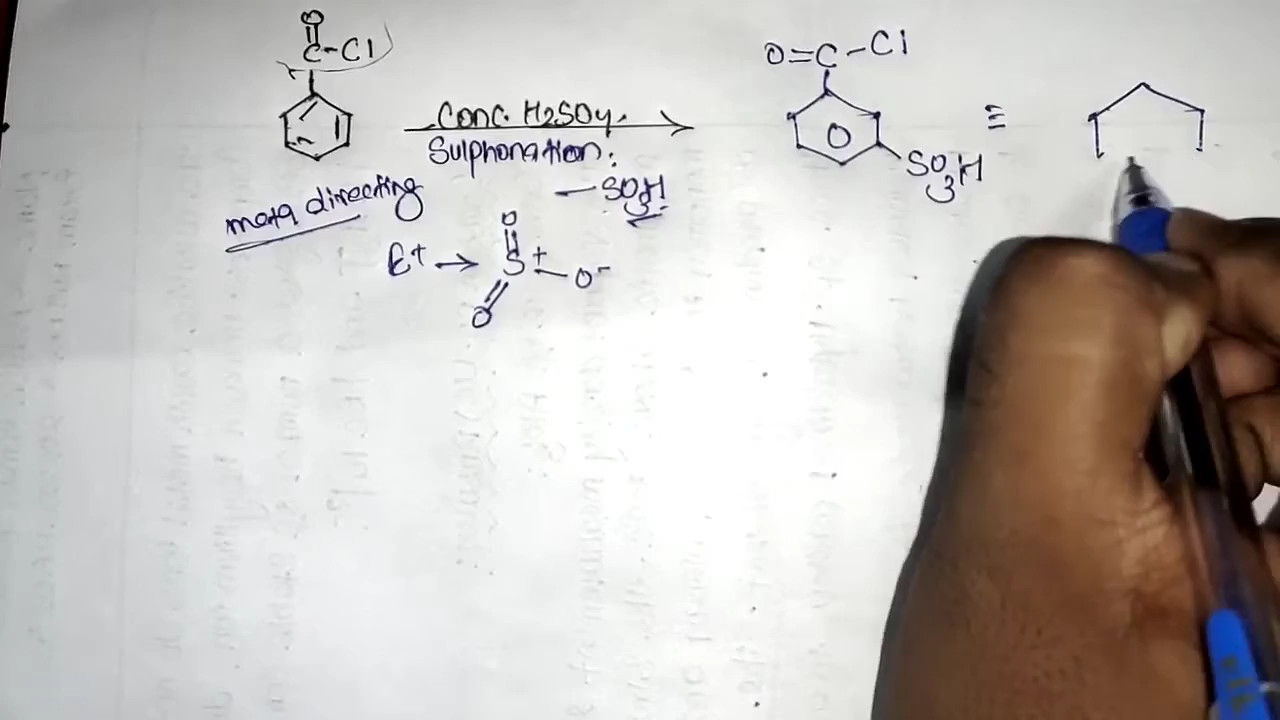 O
C-Cl
O=C-Cl
Conc. H2SO4.
≡
Sulphonation:
SO3H
meta directing
-SO3H
E+ → S+ -O-
O
O
O